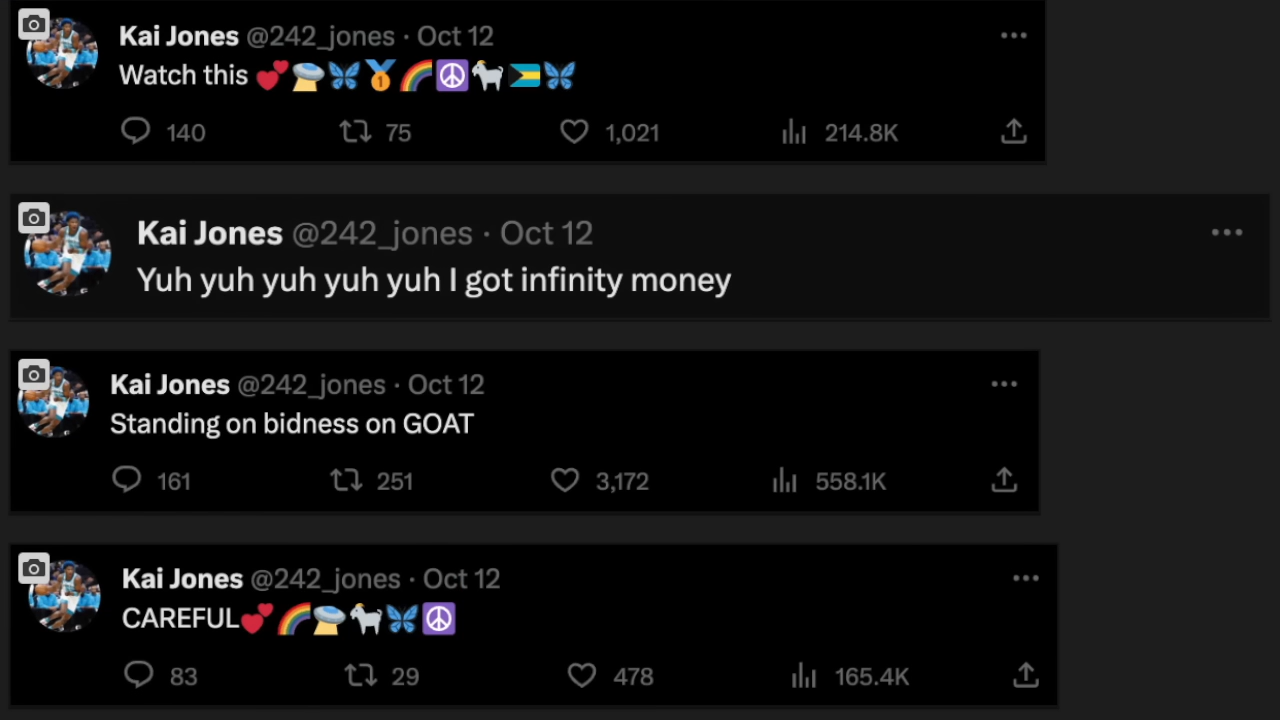 Kai Jones @242_jones · Oct 12
Watch this 💕🛸🦋🥇🌈☮️🐐🇧🇸🦋
140 75 1,021 214.8K
Kai Jones @242_jones · Oct 12
Yuh yuh yuh yuh yuh I got infinity money
Kai Jones @242_jones · Oct 12
Standing on bidness on GOAT
161 251 3,172 558.1K
Kai Jones @242_jones · Oct 12
CAREFUL💕🌈🛸🐐🦋☮️
83 29 478 165.4K